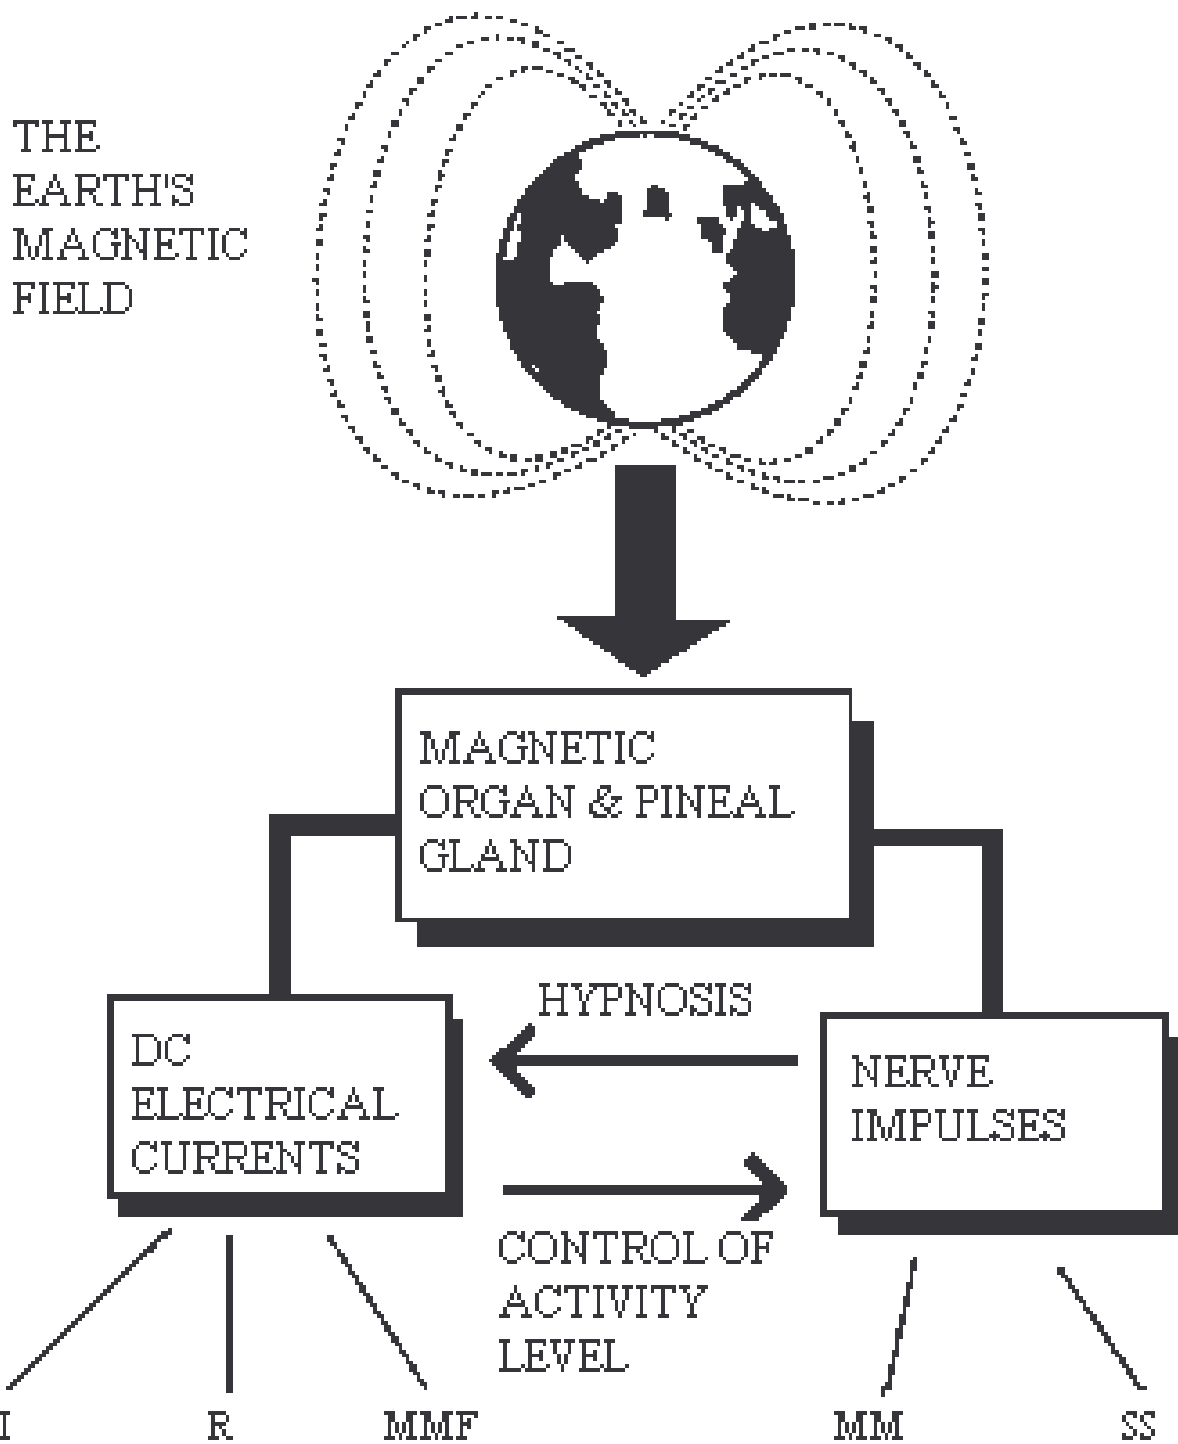 THE
EARTH'S
MAGNETIC
FIELD
MAGNETIC
ORGAN & PINEAL
GLAND
HYPNOSIS
DC
ELECTRICAL
CURRENTS
NERVE
IMPULSES
CONTROL OF
ACTIVITY
LEVEL
I
R
MMF
MM
SS